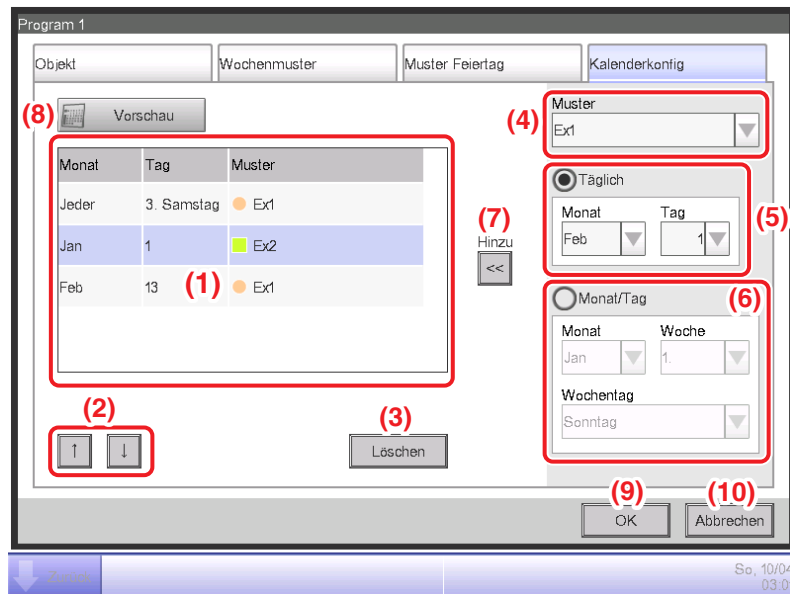 Program 1
Objekt Wochenmuster Muster Feiertag Kalenderkonfig
(8) Vorschau
Monat Tag Muster
Jeder 3. Samstag Ex1
Jan 1 Ex2
Feb 13 Ex1
(1)
(2)
↑ ↓
(3)
Löschen
(7)
Hinzu
<<
Muster
(4) Ex1
Täglich
(5)
Monat Tag
Feb 1
(6)
Monat/Tag
Monat Woche
Jan 1.
Wochentag
Sonntag
(9) (10)
OK Abbrechen
So, 10/04
03:0